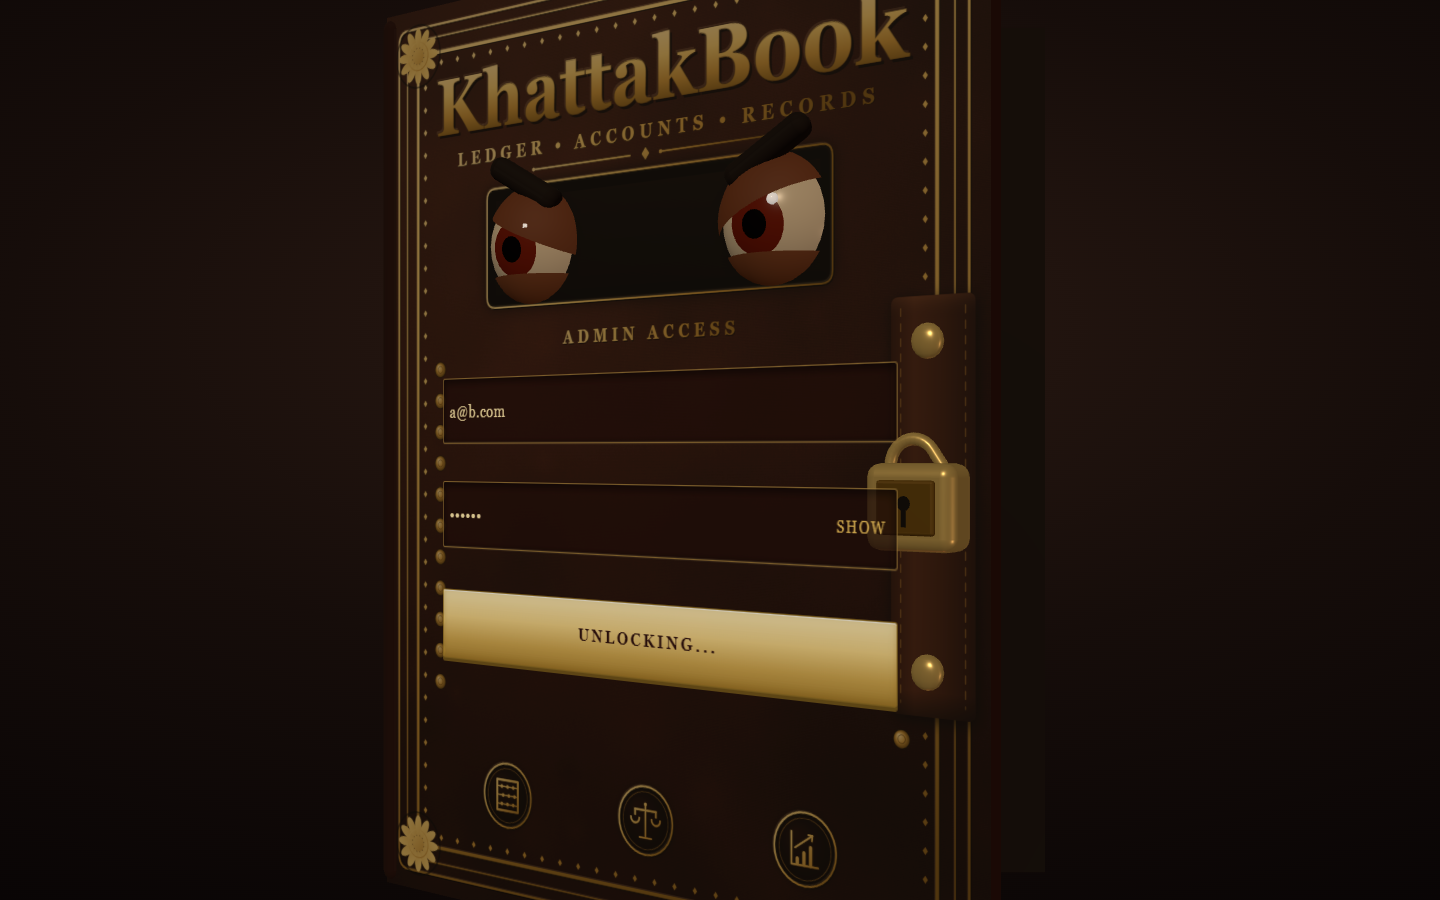 KhattakBook
LEDGER • ACCOUNTS • RECORDS
ADMIN ACCESS
a@b.com
••••••
SHOW
UNLOCKING...